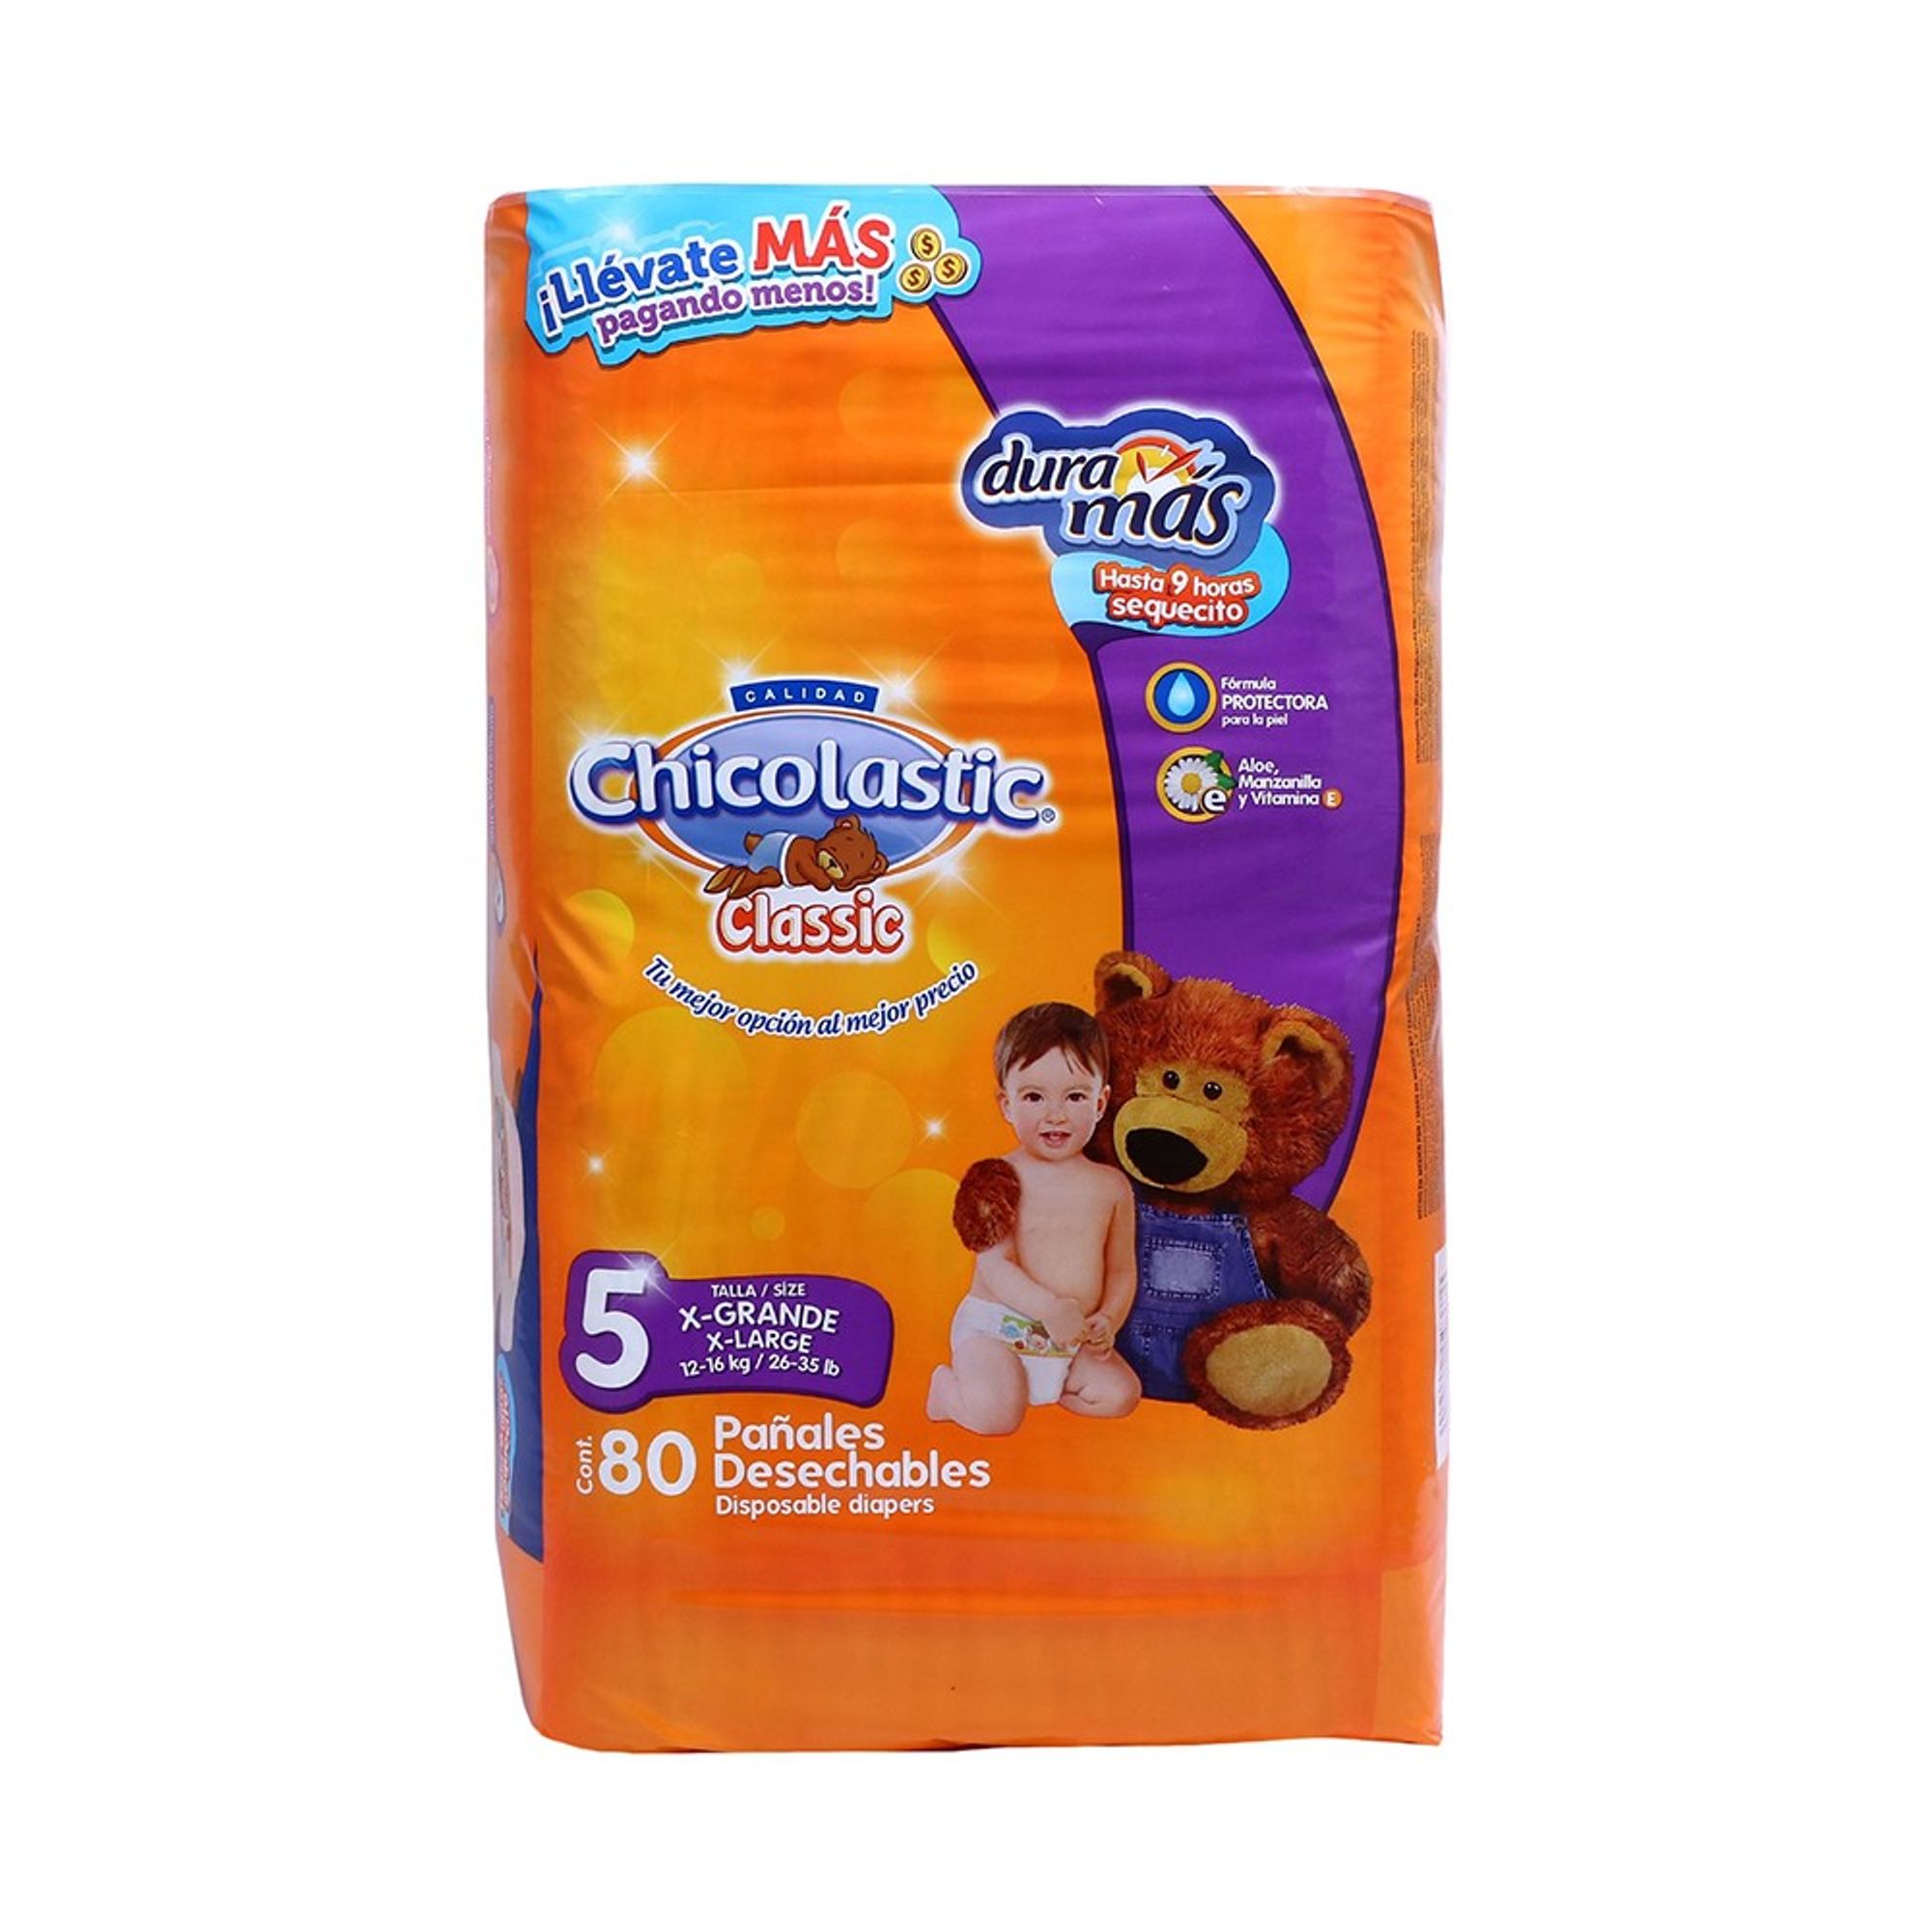 ¡Llévate MÁS
pagando menos!
dura
más
Hasta 9 horas
sequecito
Fórmula
PROTECTORA
para la piel
Aloe,
Manzanilla
y Vitamina E
e
CALIDAD
Chicolastic®
Classic
Tu mejor opción al mejor precio
5
TALLA / SIZE
X-GRANDE
X-LARGE
12-16 kg / 26-35 lb
Cont. 80
Pañales
Desechables
Disposable diapers